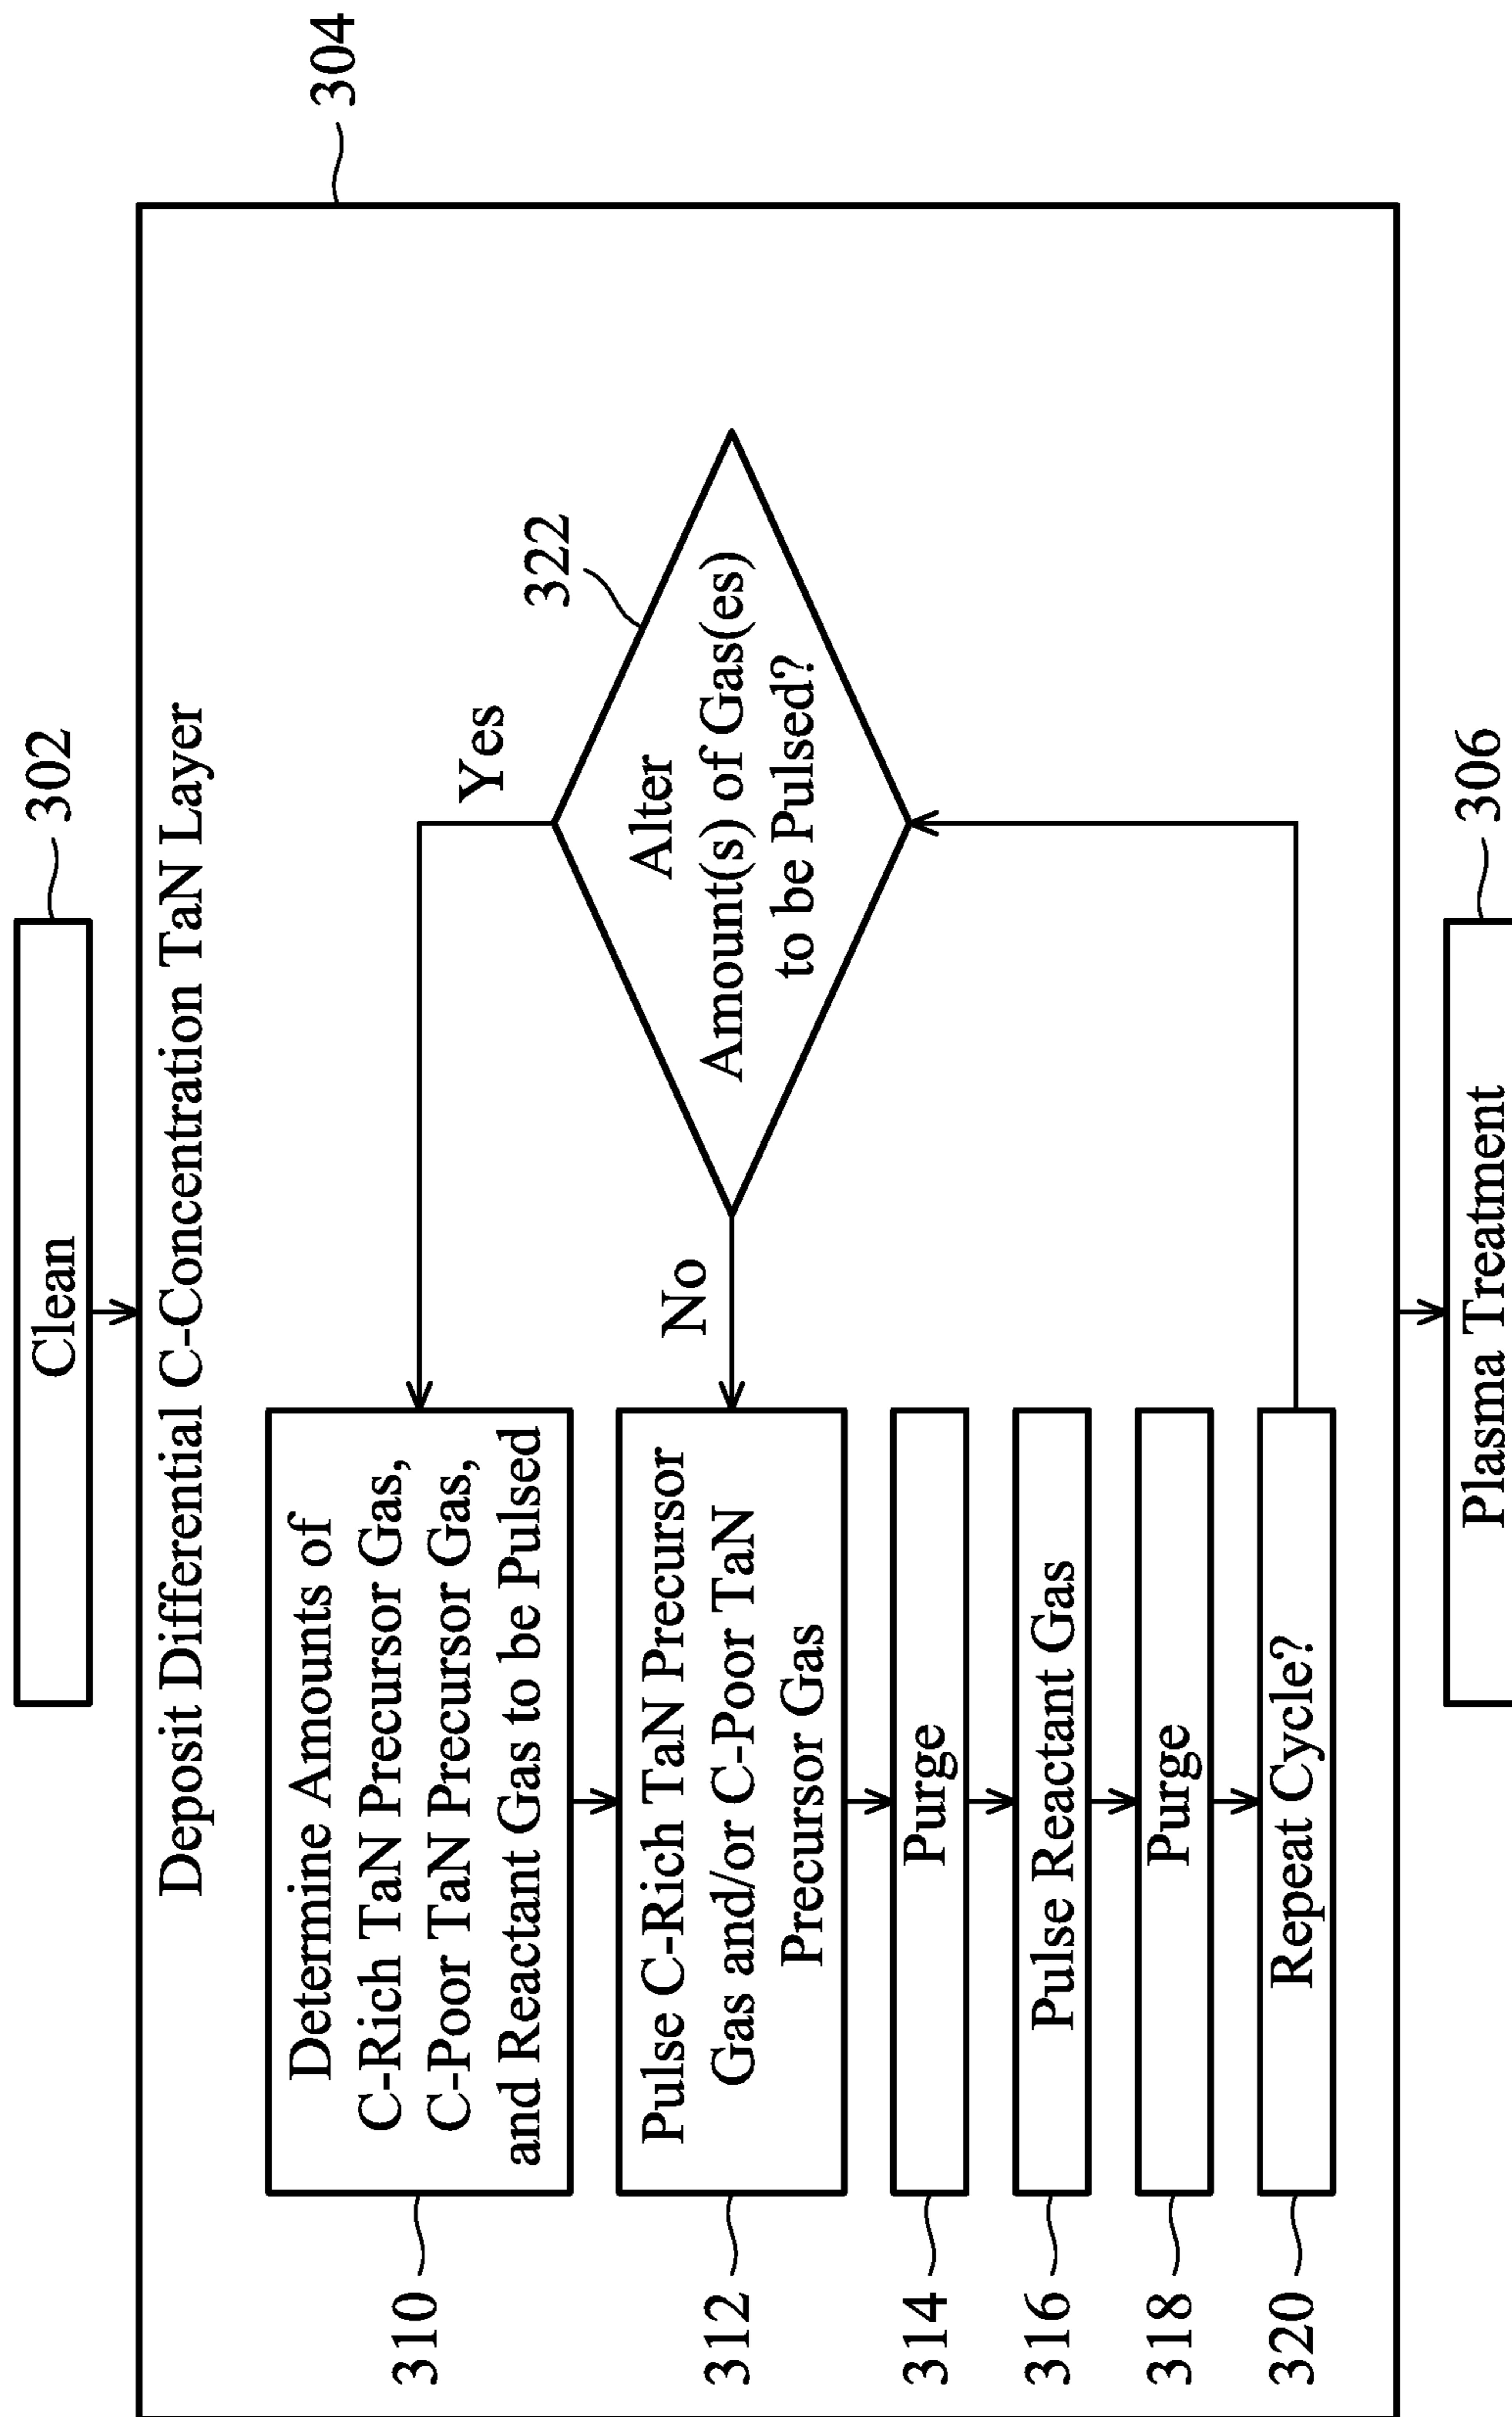 Clean
302
Deposit Differential C-Concentration TaN Layer
304
310
Determine Amounts of
C-Rich TaN Precursor Gas,
C-Poor TaN Precursor Gas,
and Reactant Gas to be Pulsed
Yes
322
Alter
Amount(s) of Gas(es)
to be Pulsed?
No
312
Pulse C-Rich TaN Precursor
Gas and/or C-Poor TaN
Precursor Gas
314
Purge
316
Pulse Reactant Gas
318
Purge
320
Repeat Cycle?
Plasma Treatment
306